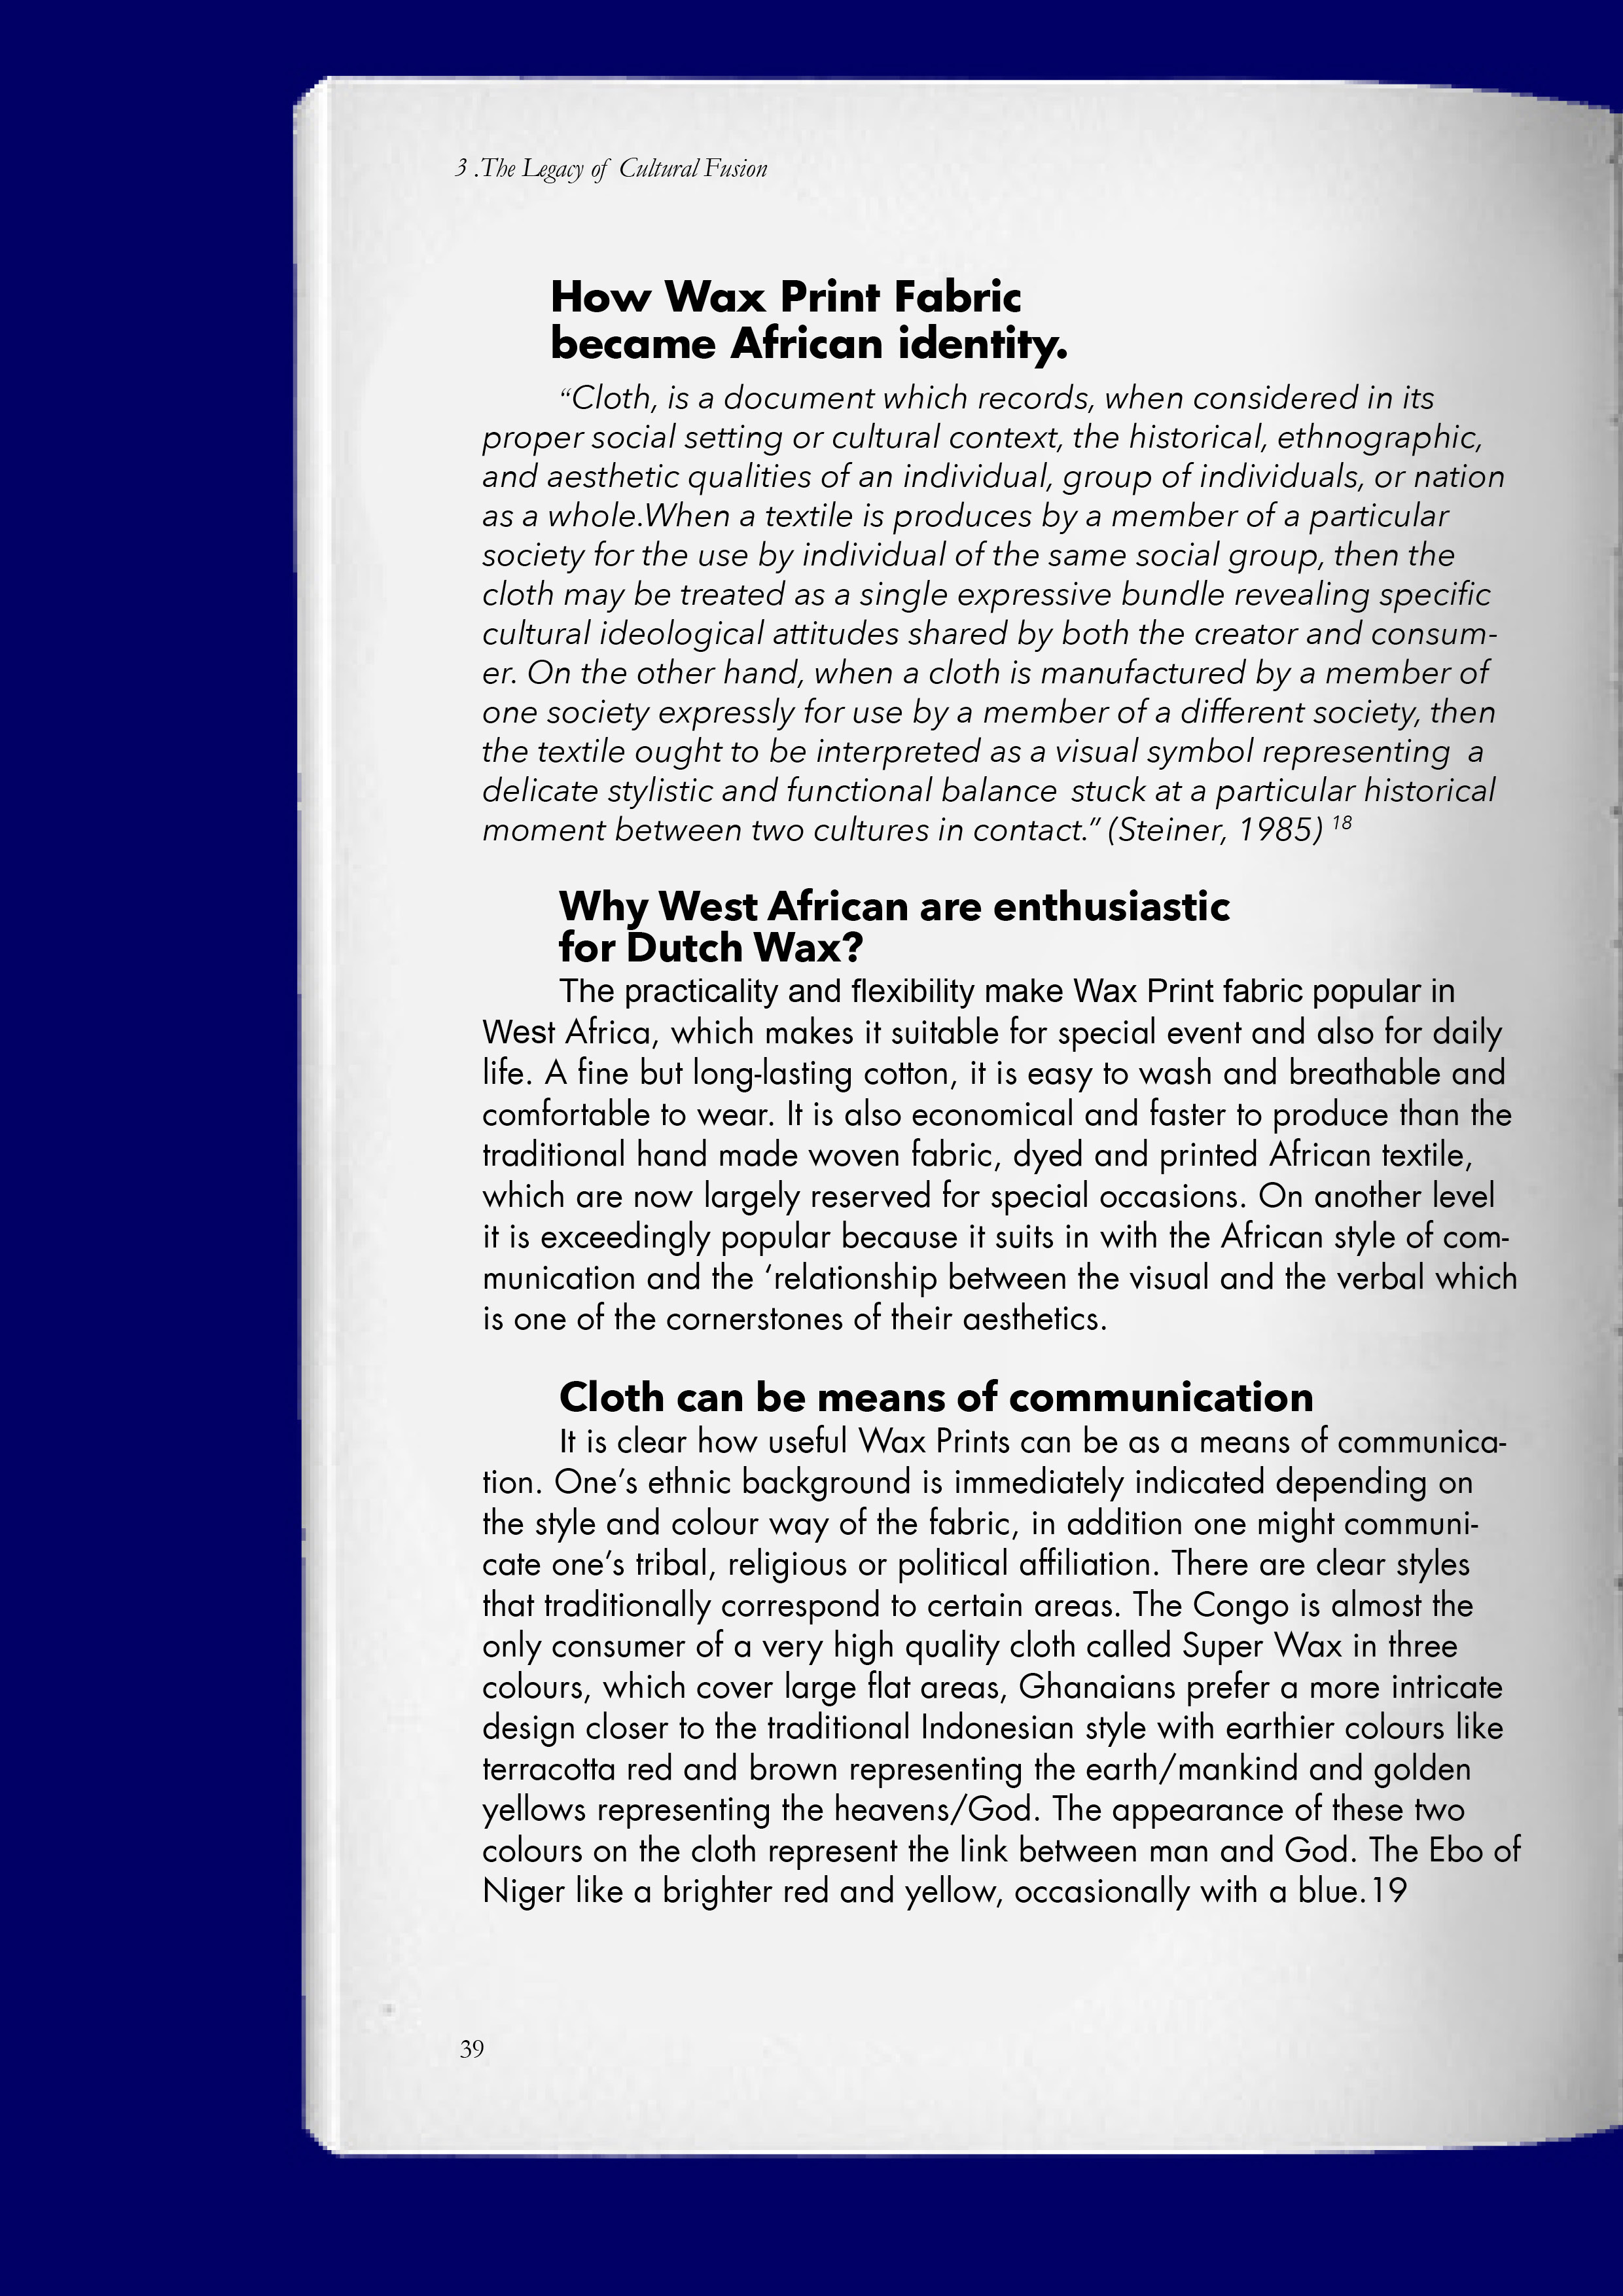 3 .The Legacy of Cultural Fusion
How Wax Print Fabric
became African identity.
“Cloth, is a document which records, when considered in its
proper social setting or cultural context, the historical, ethnographic,
and aesthetic qualities of an individual, group of individuals, or nation
as a whole.When a textile is produces by a member of a particular
society for the use by individual of the same social group, then the
cloth may be treated as a single expressive bundle revealing specific
cultural ideological attitudes shared by both the creator and consum-
er. On the other hand, when a cloth is manufactured by a member of
one society expressly for use by a member of a different society, then
the textile ought to be interpreted as a visual symbol representing a
delicate stylistic and functional balance stuck at a particular historical
moment between two cultures in contact.” (Steiner, 1985) 18
Why West African are enthusiastic
for Dutch Wax?
The practicality and flexibility make Wax Print fabric popular in
West Africa, which makes it suitable for special event and also for daily
life. A fine but long-lasting cotton, it is easy to wash and breathable and
comfortable to wear. It is also economical and faster to produce than the
traditional hand made woven fabric, dyed and printed African textile,
which are now largely reserved for special occasions. On another level
it is exceedingly popular because it suits in with the African style of com-
munication and the ‘relationship between the visual and the verbal which
is one of the cornerstones of their aesthetics.
Cloth can be means of communication
It is clear how useful Wax Prints can be as a means of communica-
tion. One’s ethnic background is immediately indicated depending on
the style and colour way of the fabric, in addition one might communi-
cate one’s tribal, religious or political affiliation. There are clear styles
that traditionally correspond to certain areas. The Congo is almost the
only consumer of a very high quality cloth called Super Wax in three
colours, which cover large flat areas, Ghanaians prefer a more intricate
design closer to the traditional Indonesian style with earthier colours like
terracotta red and brown representing the earth/mankind and golden
yellows representing the heavens/God. The appearance of these two
colours on the cloth represent the link between man and God. The Ebo of
Niger like a brighter red and yellow, occasionally with a blue.19
39